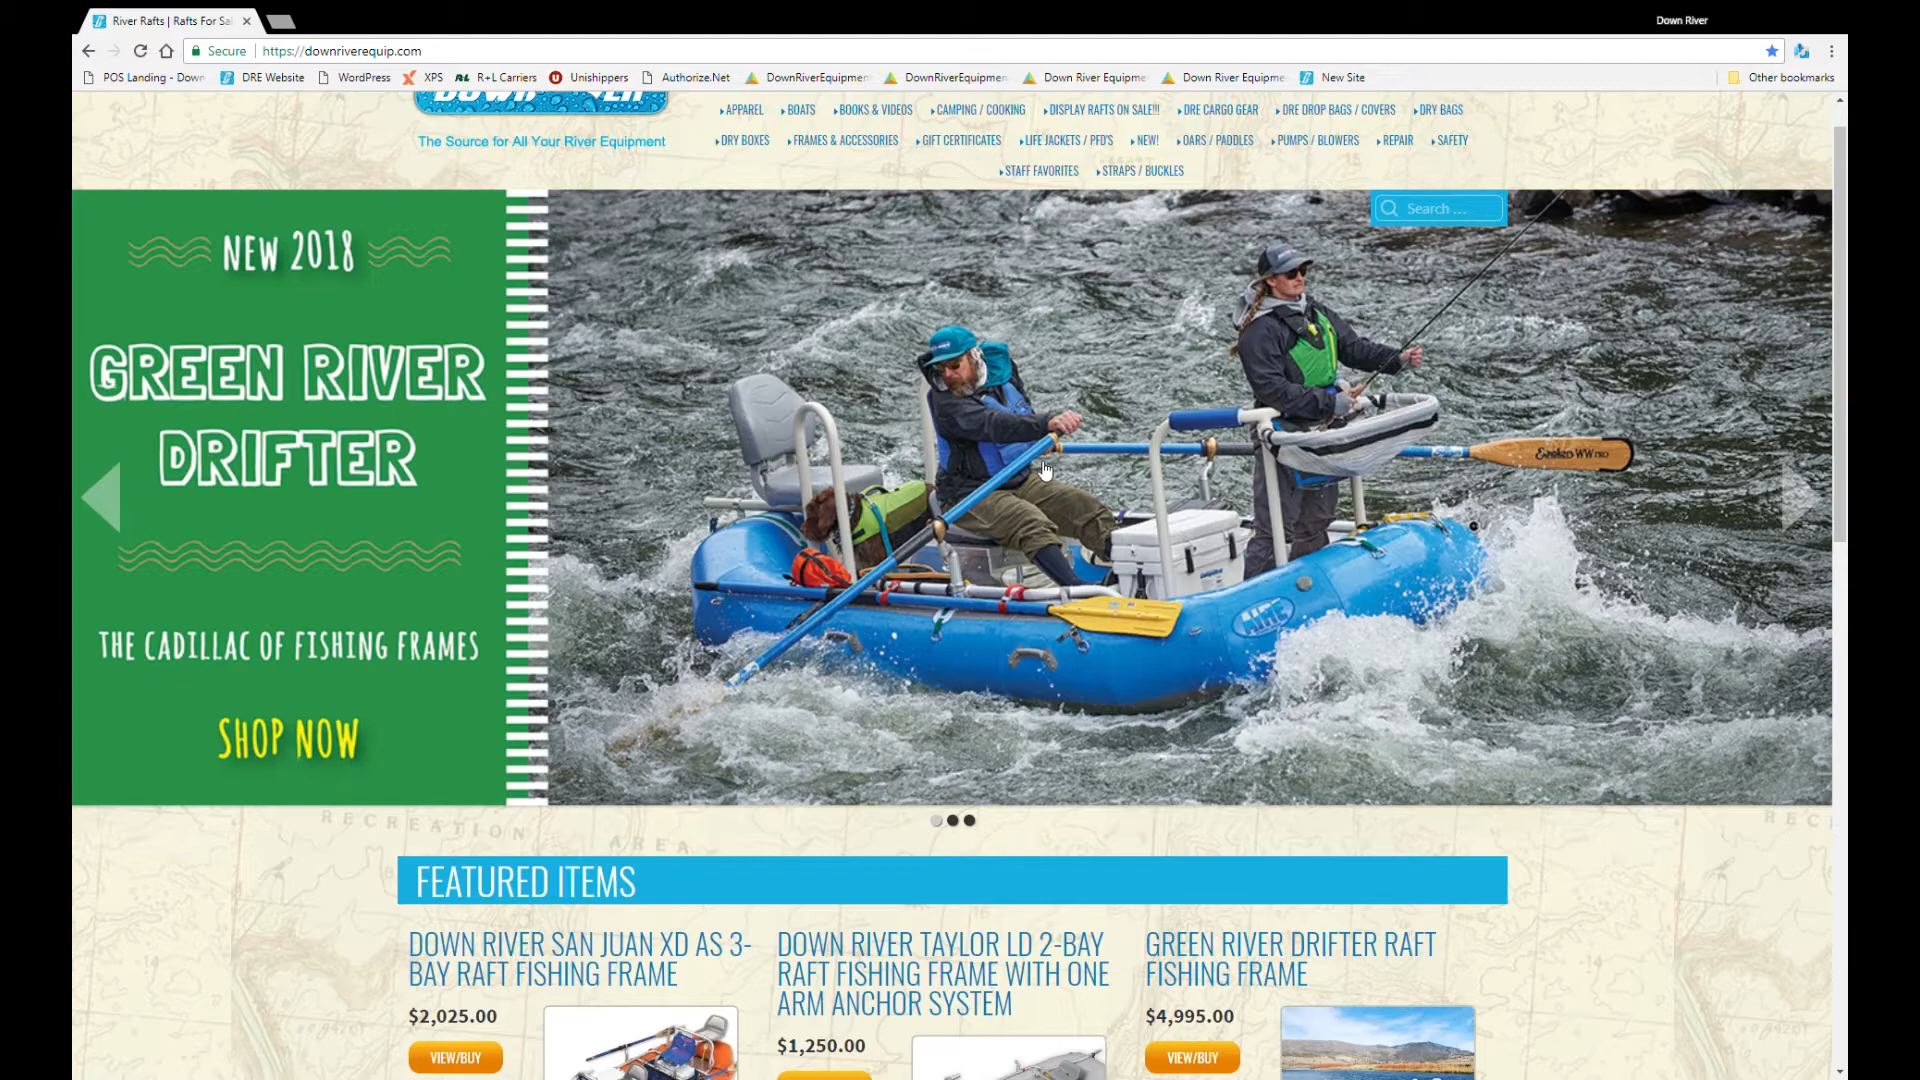 Down River
River Rafts | Rafts For Sal
Secure | https://downriverequip.com
POS Landing - Down
DRE Website
WordPress
XPS
R+L Carriers
Unishippers
Authorize.Net
DownRiverEquipment
DownRiverEquipmen
Down River Equipme
Down River Equipme
New Site
Other bookmarks
The Source for All Your River Equipment
APPAREL BOATS BOOKS & VIDEOS CAMPING / COOKING DISPLAY RAFTS ON SALE!!! DRE CARGO GEAR DRE DROP BAGS / COVERS DRY BAGS
DRY BOXES FRAMES & ACCESSORIES GIFT CERTIFICATES LIFE JACKETS / PFD'S NEW! OARS / PADDLES PUMPS / BLOWERS REPAIR SAFETY
STAFF FAVORITES STRAPS / BUCKLES
Search ...
NEW 2018
GREEN RIVER
DRIFTER
THE CADILLAC OF FISHING FRAMES
SHOP NOW
AIRE
RECREATION
AREA
FEATURED ITEMS
DOWN RIVER SAN JUAN XD AS 3-
BAY RAFT FISHING FRAME
$2,025.00
VIEW/BUY
DOWN RIVER TAYLOR LD 2-BAY
RAFT FISHING FRAME WITH ONE
ARM ANCHOR SYSTEM
$1,250.00
GREEN RIVER DRIFTER RAFT
FISHING FRAME
$4,995.00
VIEW/BUY